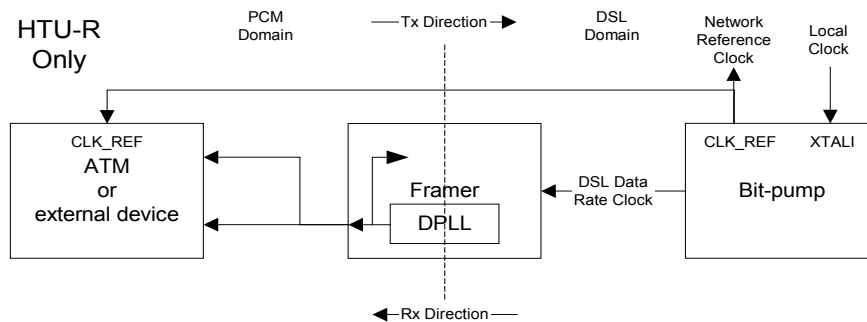 HTU-R
Only
PCM
Domain
Tx Direction
DSL
Domain
Network
Reference
Clock
Local
Clock
CLK_REF
ATM
or
external device
Framer
DPLL
DSL Data
Rate Clock
CLK_REF
XTALI
Bit-pump
Rx Direction